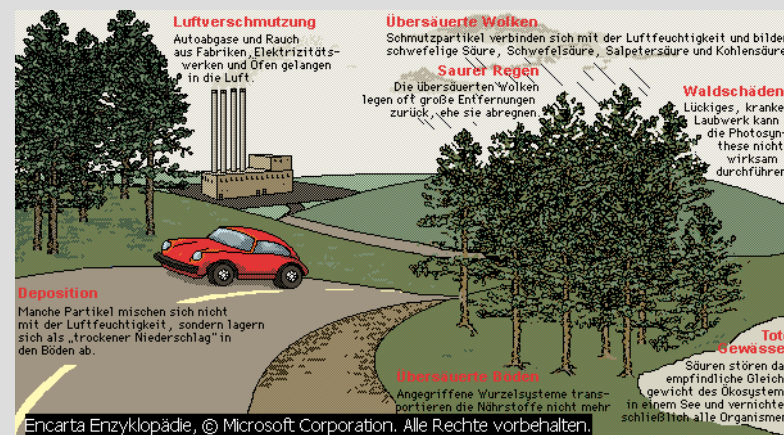 Luftverschmutzung
Autoabgase und Rauch
aus Fabriken, Elektrizitäts-
werken und Öfen gelangen
in die Luft.
Übersäuerte Wolken
Schmutzpartikel verbinden sich mit der Luftfeuchtigkeit und bilden
schwefelige Säure, Schwefelsäure, Salpetersäure und Kohlensäure
Saurer Regen
Die übersäuerten Wolken
legen oft große Entfernungen
zurück, ehe sie abregnen.
Waldschäden
Lückiges, kranke
Laubwerk kann
die Photosyn-
these nicht
wirksam
durchführen
Deposition
Manche Partikel mischen sich nicht
mit der Luftfeuchtigkeit, sondern lagern
sich als „trockener Niederschlag" in
den Böden ab.
Übersäuerte Böden
Angegriffene Wurzelsysteme trans-
portieren die Nährstoffe nicht mehr
Tote
Gewässer
Säuren stören da
empfindliche Gleich
gewicht des Ökosystem
in einem See und vernichte
schließlich alle Organismen
Encarta Enzyklopädie, © Microsoft Corporation. Alle Rechte vorbehalten.